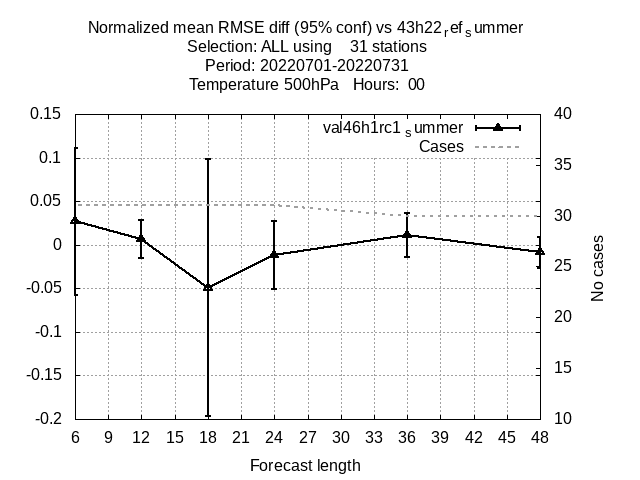 Normalized mean RMSE diff (95% conf) vs 43h22ref summer
Selection: ALL using    31 stations
Period: 20220701-20220731
Temperature 500hPa   Hours:  00
0.15
0.1
0.05
0
-0.05
-0.1
-0.15
-0.2
40
35
30
25
20
15
10
val46h1rc1 summer
Cases
No cases
6 9 12 15 18 21 24 27 30 33 36 39 42 45 48
Forecast length